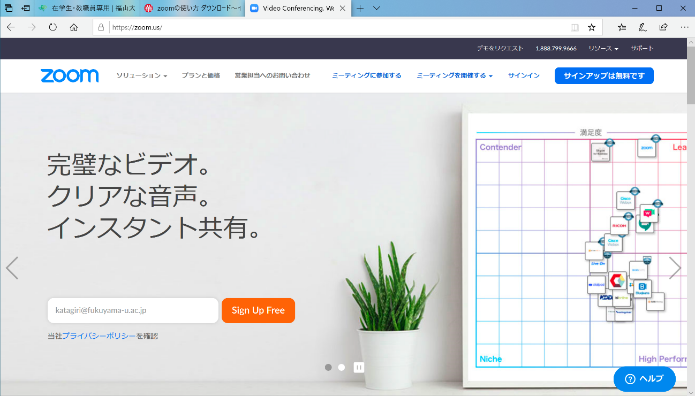 在学生・教職員専用 | 福山大
zoomの使い方 ダウンロード～
Video Conferencing, We
https://zoom.us/
デモをリクエスト 1.888.799.9666 リソース サポート
zoom ソリューション プランと価格 営業担当へのお問い合わせ ミーティングに参加する ミーティングを開催する サインイン サインアップは無料です
完璧なビデオ。
クリアな音声。
インスタント共有。
katagiri@fukuyama-u.ac.jp Sign Up Free
当社プライバシーポリシーを確認
満足度
Contender Lea
zoom
RICOH
Niche High Perform
ヘルプ